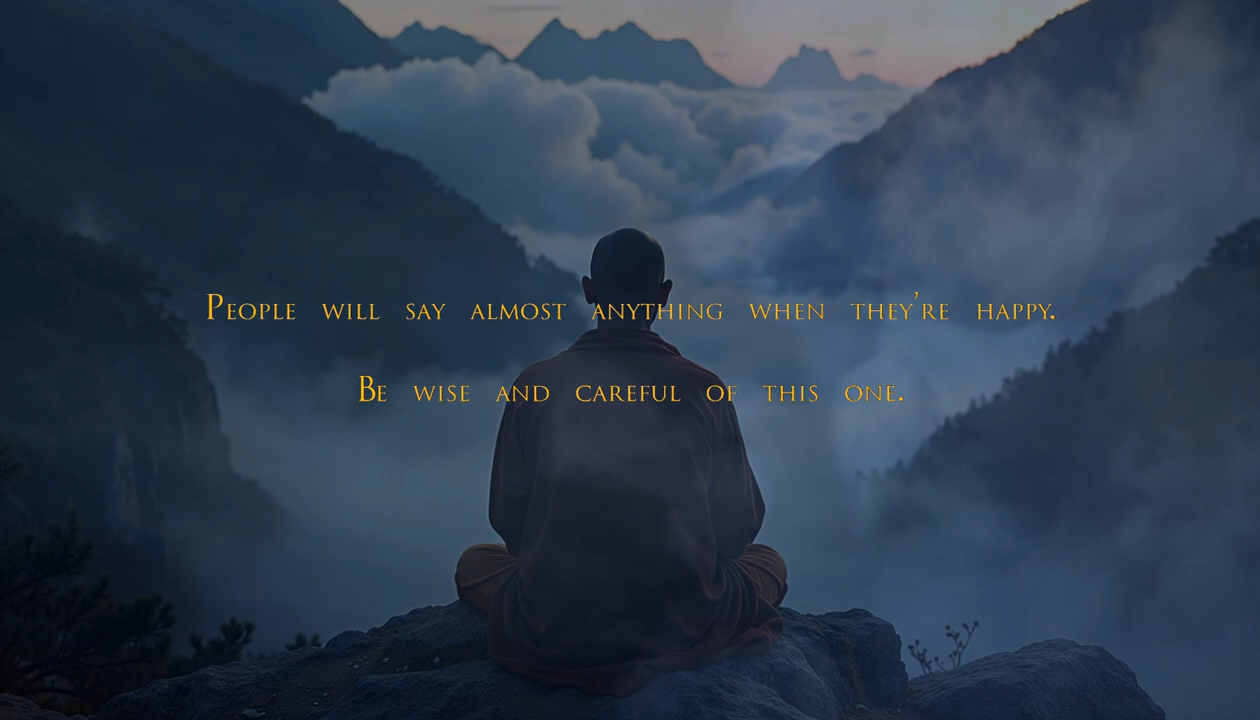 People will say almost anything when they're happy.
Be wise and careful of this one.